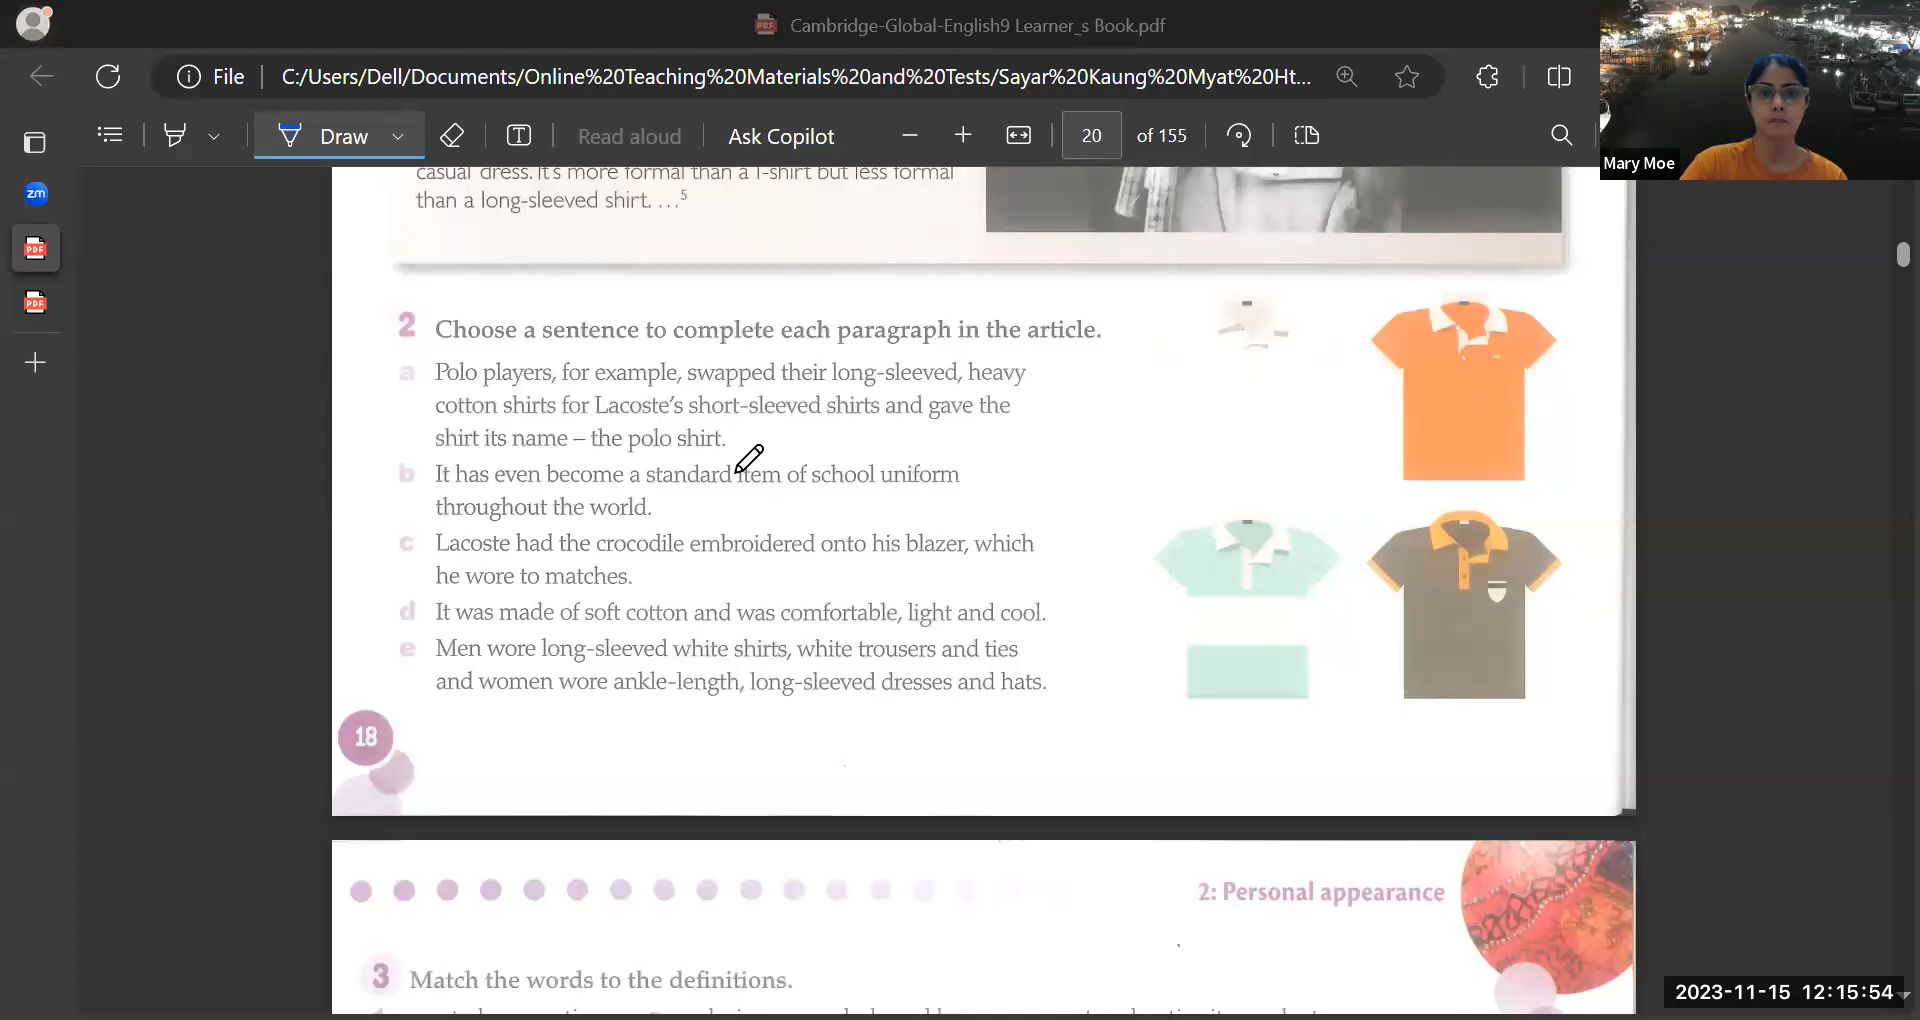 Cambridge-Global-English9 Learner_s Book.pdf
File
C:/Users/Dell/Documents/Online%20Teaching%20Materials%20and%20Tests/Sayar%20Kaung%20Myat%20Ht...
Draw
Read aloud
Ask Copilot
20
of 155
Mary Moe
zm
PDF
PDF
casual dress. It's more formal than a T-shirt but less formal
than a long-sleeved shirt. ...5
2 Choose a sentence to complete each paragraph in the article.
a Polo players, for example, swapped their long-sleeved, heavy
cotton shirts for Lacoste's short-sleeved shirts and gave the
shirt its name – the polo shirt.
b It has even become a standard item of school uniform
throughout the world.
c Lacoste had the crocodile embroidered onto his blazer, which
he wore to matches.
d It was made of soft cotton and was comfortable, light and cool.
e Men wore long-sleeved white shirts, white trousers and ties
and women wore ankle-length, long-sleeved dresses and hats.
18
2: Personal appearance
3 Match the words to the definitions.
2023-11-15 12:15:54